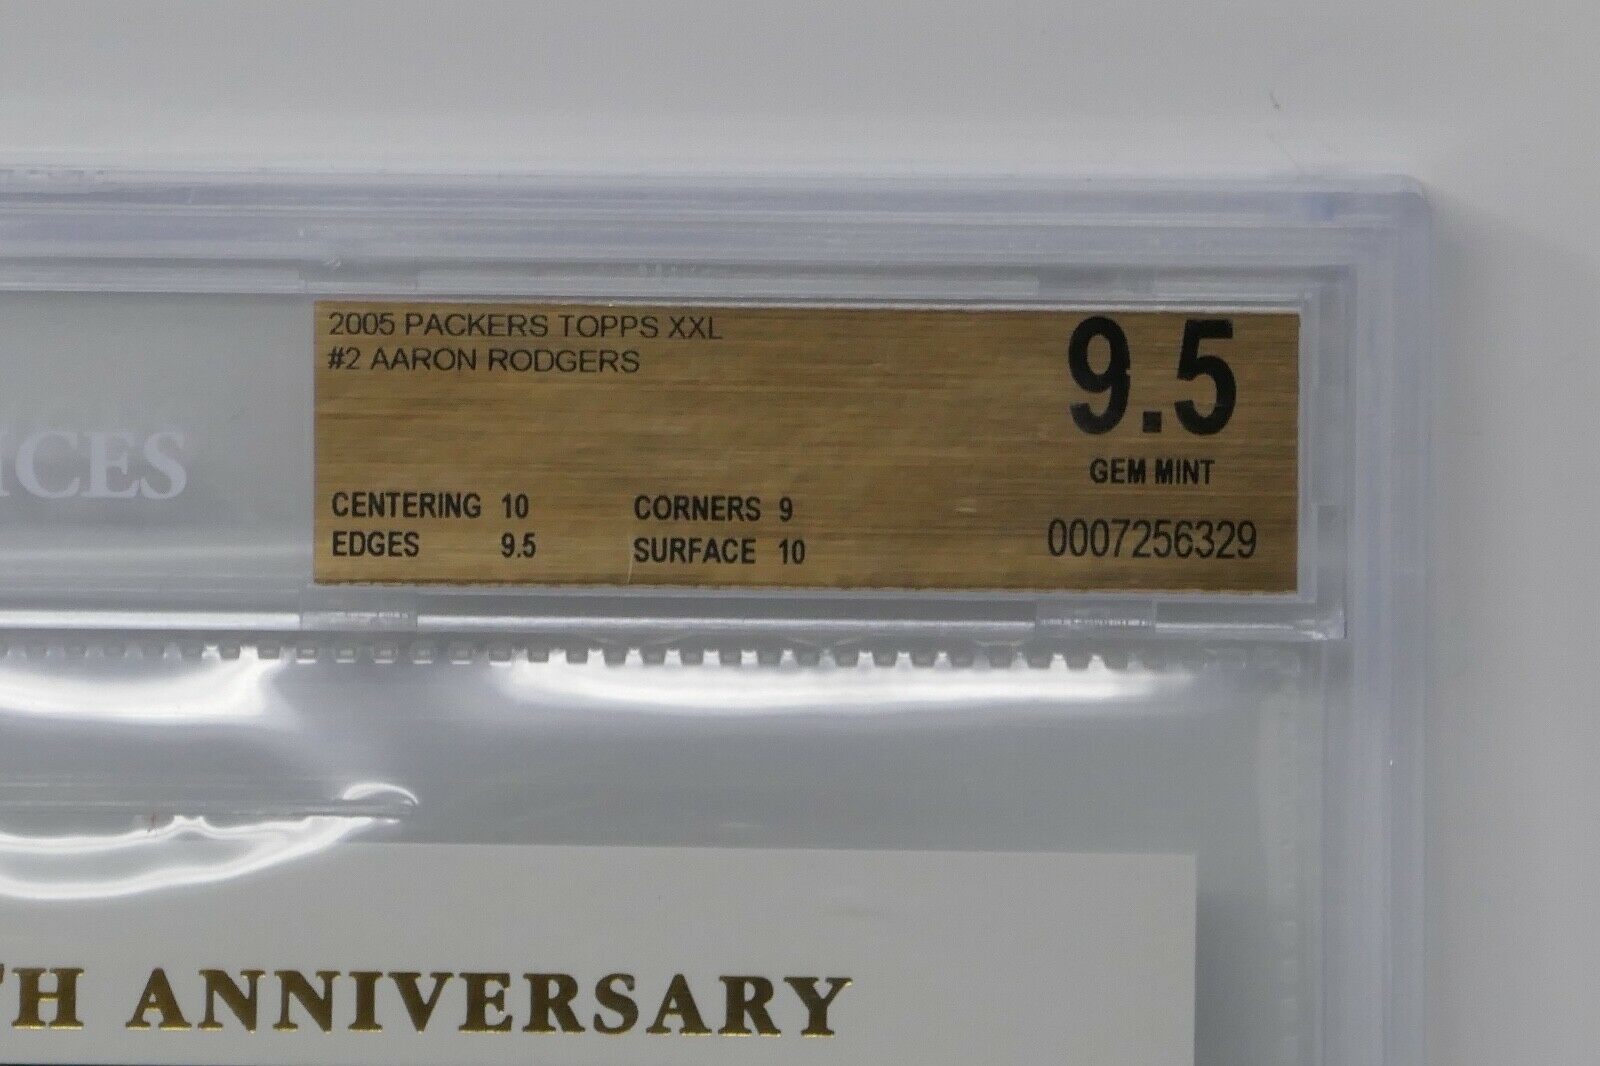 2005 PACKERS TOPPS XXL
#2 AARON RODGERS
9.5
GEM MINT
CENTERING 10 CORNERS 9
EDGES 9.5 SURFACE 10
0007256329
ICES
TH ANNIVERSARY